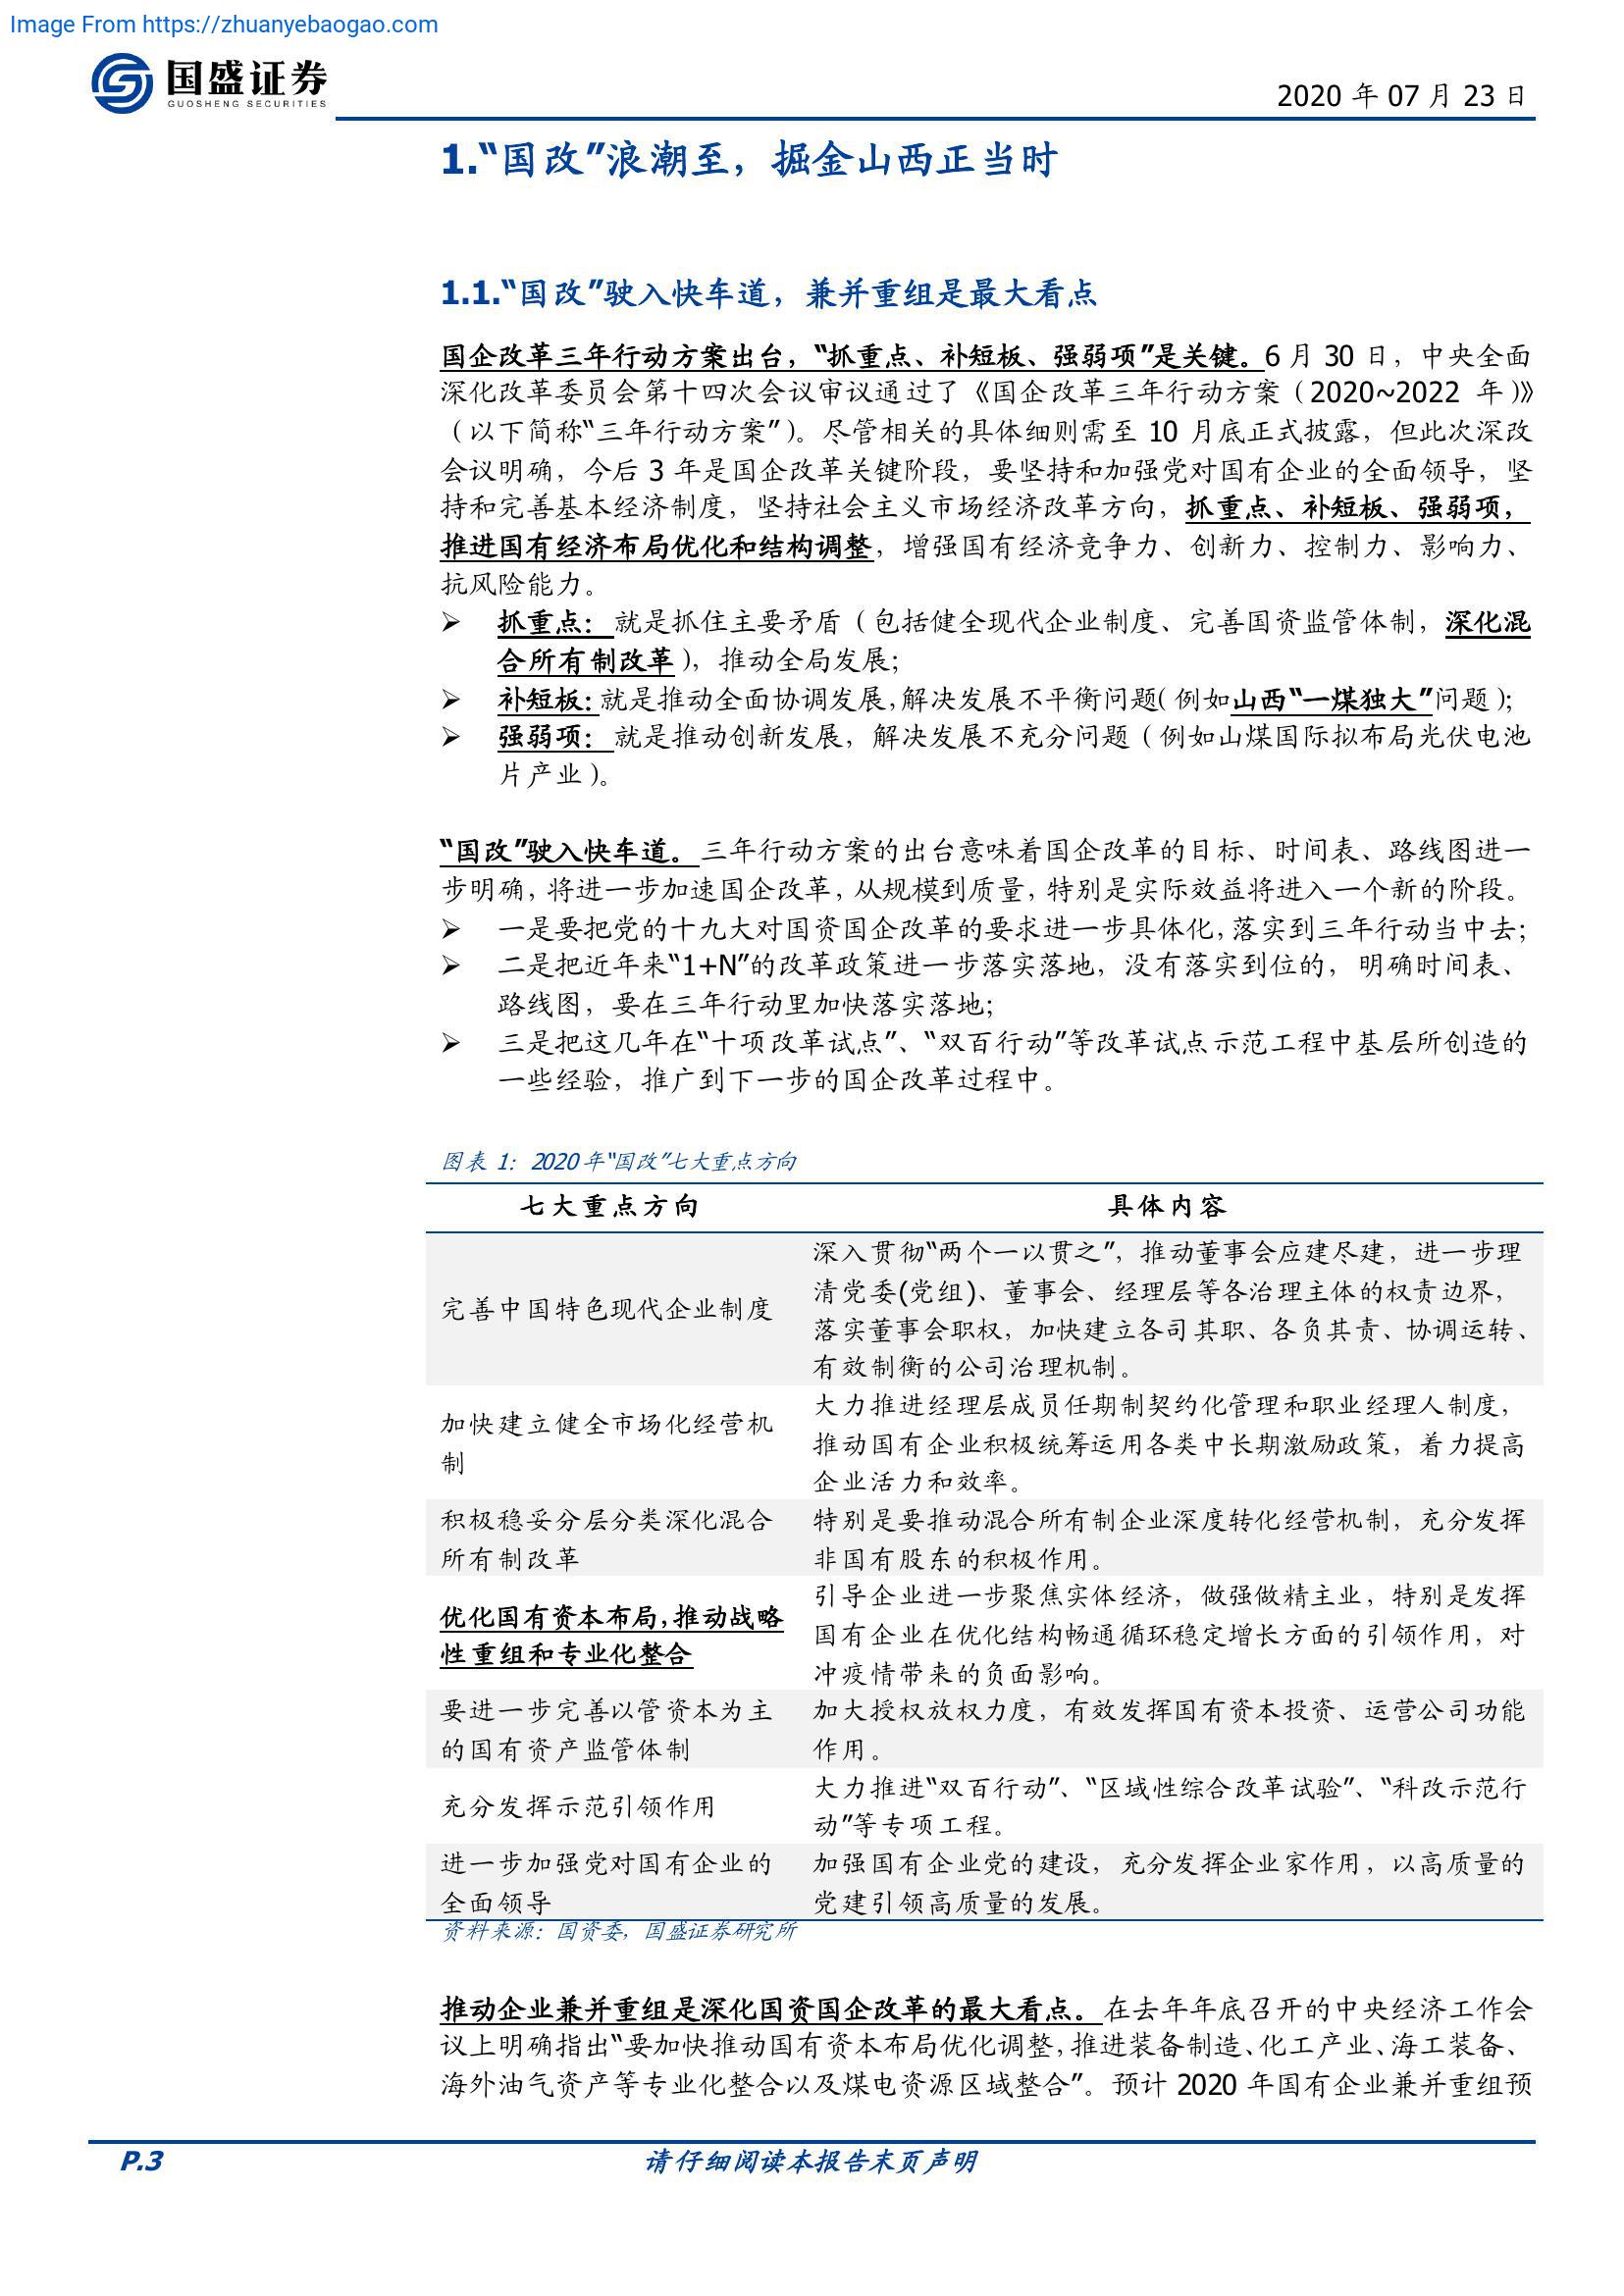 Image From https://zhuanyebaogao.com
国盛证券
GUOSHENG SECURITIES
2020 年 07 月 23 日
1.“国改”浪潮至，掘金山西正当时
1.1.“国改”驶入快车道，兼并重组是最大看点
国企改革三年行动方案出台，“抓重点、补短板、强弱项”是关键。6 月 30 日，中央全面
深化改革委员会第十四次会议审议通过了《国企改革三年行动方案（2020~2022 年）》
（以下简称“三年行动方案”）。尽管相关的具体细则需至 10 月底正式披露，但此次深改
会议明确，今后 3 年是国企改革关键阶段，要坚持和加强党对国有企业的全面领导，坚
持和完善基本经济制度，坚持社会主义市场经济改革方向，抓重点、补短板、强弱项，
推进国有经济布局优化和结构调整，增强国有经济竞争力、创新力、控制力、影响力、
抗风险能力。
➢ 抓重点：就是抓住主要矛盾（包括健全现代企业制度、完善国资监管体制，深化混
合所有制改革），推动全局发展；
➢ 补短板：就是推动全面协调发展，解决发展不平衡问题（例如山西“一煤独大”问题）；
➢ 强弱项：就是推动创新发展，解决发展不充分问题（例如山煤国际拟布局光伏电池
片产业）。
“国改”驶入快车道。三年行动方案的出台意味着国企改革的目标、时间表、路线图进一
步明确，将进一步加速国企改革，从规模到质量，特别是实际效益将进入一个新的阶段。
➢ 一是要把党的十九大对国资国企改革的要求进一步具体化，落实到三年行动当中去；
➢ 二是把近年来“1+N”的改革政策进一步落实落地，没有落实到位的，明确时间表、
路线图，要在三年行动里加快落实落地；
➢ 三是把这几年在“十项改革试点”、“双百行动”等改革试点示范工程中基层所创造的
一些经验，推广到下一步的国企改革过程中。
图表 1：2020 年“国改”七大重点方向
七大重点方向 具体内容
完善中国特色现代企业制度
深入贯彻“两个一以贯之”，推动董事会应建尽建，进一步理
清党委(党组)、董事会、经理层等各治理主体的权责边界，
落实董事会职权，加快建立各司其职、各负其责、协调运转、
有效制衡的公司治理机制。
加快建立健全市场化经营机
制
大力推进经理层成员任期制契约化管理和职业经理人制度，
推动国有企业积极统筹运用各类中长期激励政策，着力提高
企业活力和效率。
积极稳妥分层分类深化混合
所有制改革
特别是要推动混合所有制企业深度转化经营机制，充分发挥
非国有股东的积极作用。
优化国有资本布局，推动战略
性重组和专业化整合
引导企业进一步聚焦实体经济，做强做精主业，特别是发挥
国有企业在优化结构畅通循环稳定增长方面的引领作用，对
冲疫情带来的负面影响。
要进一步完善以管资本为主
的国有资产监管体制
加大授权放权力度，有效发挥国有资本投资、运营公司功能
作用。
充分发挥示范引领作用
大力推进“双百行动”、“区域性综合改革试验”、“科改示范行
动”等专项工程。
进一步加强党对国有企业的
全面领导
加强国有企业党的建设，充分发挥企业家作用，以高质量的
党建引领高质量的发展。
资料来源：国资委，国盛证券研究所
推动企业兼并重组是深化国资国企改革的最大看点。在去年年底召开的中央经济工作会
议上明确指出“要加快推动国有资本布局优化调整，推进装备制造、化工产业、海工装备、
海外油气资产等专业化整合以及煤电资源区域整合”。预计 2020 年国有企业兼并重组预
P.3
请仔细阅读本报告末页声明